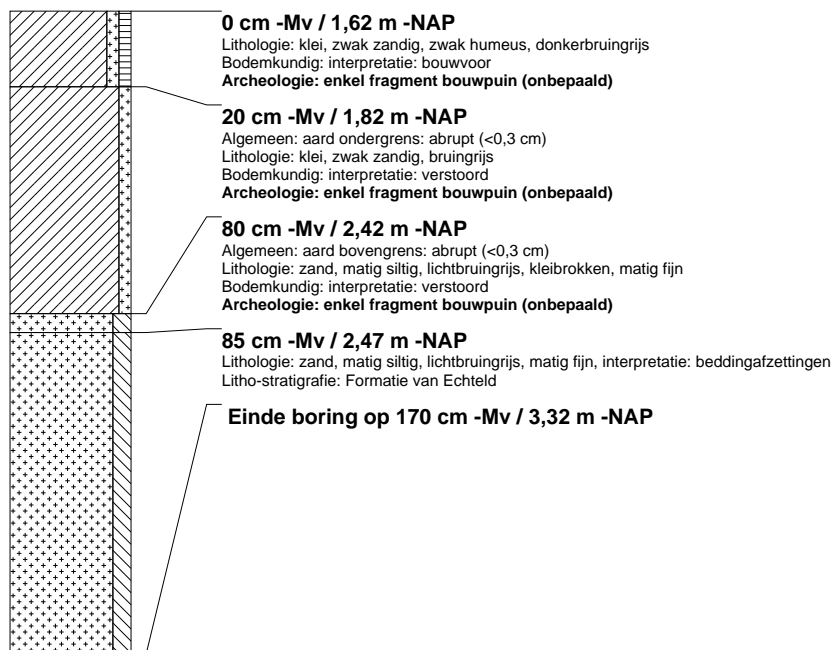 0 cm -Mv / 1,62 m -NAP
Lithologie: klei, zwak zandig, zwak humeus, donkerbruingrijs
Bodemkundig: interpretatie: bouwvoor
Archeologie: enkel fragment bouwpuin (onbepaald)
20 cm -Mv / 1,82 m -NAP
Algemeen: aard ondergrens: abrupt (<0,3 cm)
Lithologie: klei, zwak zandig, bruingrijs
Bodemkundig: interpretatie: verstoord
Archeologie: enkel fragment bouwpuin (onbepaald)
80 cm -Mv / 2,42 m -NAP
Algemeen: aard bovengrens: abrupt (<0,3 cm)
Lithologie: zand, matig siltig, lichtbruingrijs, kleibrokken, matig fijn
Bodemkundig: interpretatie: verstoord
Archeologie: enkel fragment bouwpuin (onbepaald)
85 cm -Mv / 2,47 m -NAP
Lithologie: zand, matig siltig, lichtbruingrijs, matig fijn, interpretatie: beddingafzettingen
Litho-stratigrafie: Formatie van Echteld
Einde boring op 170 cm -Mv / 3,32 m -NAP